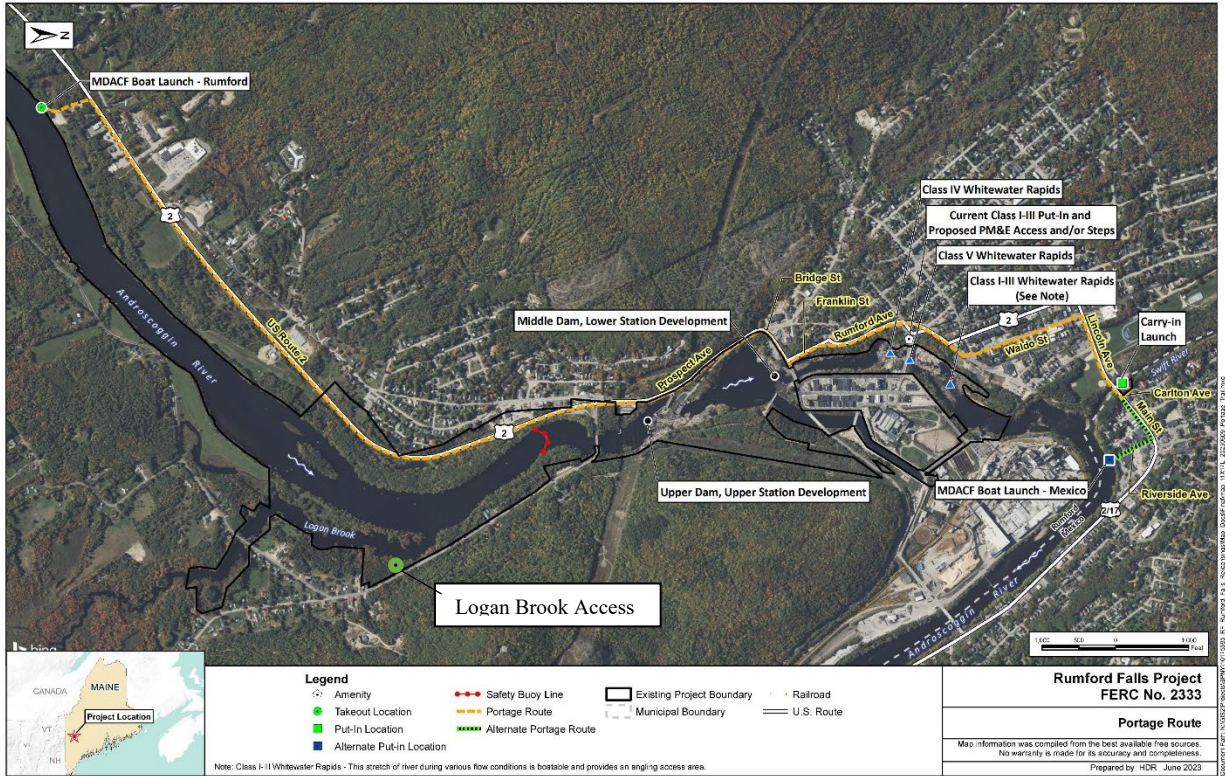 N
MDACF Boat Launch - Rumford
2
Androscoggin
River
US Route 2
Class IV Whitewater Rapids
Current Class I-III Put-In and
Proposed PM&E Access and/or Steps
Class V Whitewater Rapids
Class I-III Whitewater Rapids
(See Note)
Bridge St
Franklin St
Middle Dam, Lower Station Development
Rumford Ave
2
Waldo St
Lincoln Ave
Carry-in
Launch
Swift River
Prospect Ave
Carlton Ave
Main St
2
Upper Dam, Upper Station Development
MDACF Boat Launch - Mexico
Riverside Ave
2/17
Rumford
Mexico
Logan Brook
Logan Brook Access
Androscoggin
River
1,000 500 0 1,000
Feet
bing
CANADA
MAINE
Project Location
VT
NH
Legend
Amenity
Takeout Location
Put-In Location
Alternate Put-in Location
Safety Buoy Line
Portage Route
Alternate Portage Route
Existing Project Boundary
Municipal Boundary
Railroad
U.S. Route
Note: Class I-III Whitewater Rapids - This stretch of river during various flow conditions is boatable and provides an angling access area.
Rumford Falls Project
FERC No. 2333
Portage Route
Map information was compiled from the best available free sources.
No warranty is made for its accuracy and completeness.
Prepared by: HDR June 2023